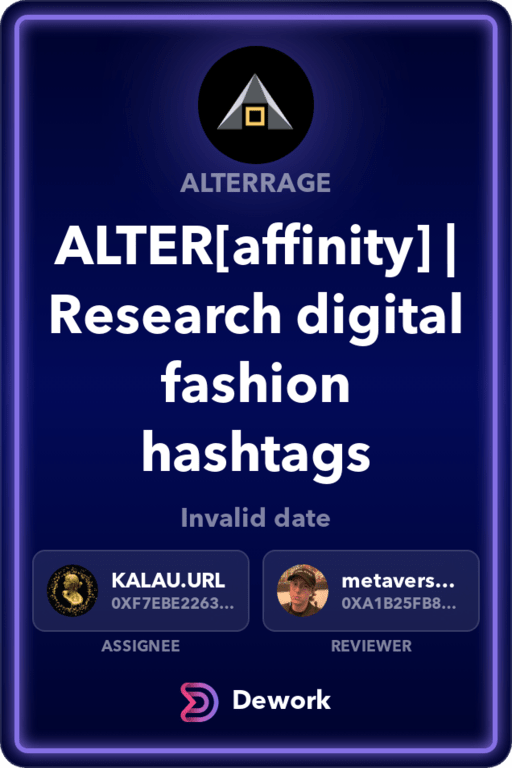 ALTERRAGE
ALTER[affinity] |
Research digital
fashion
hashtags
Invalid date
KALAU.URL
0XF7EBE2263...
ASSIGNEE
metavers...
0XA1B25FB8...
REVIEWER
Dework